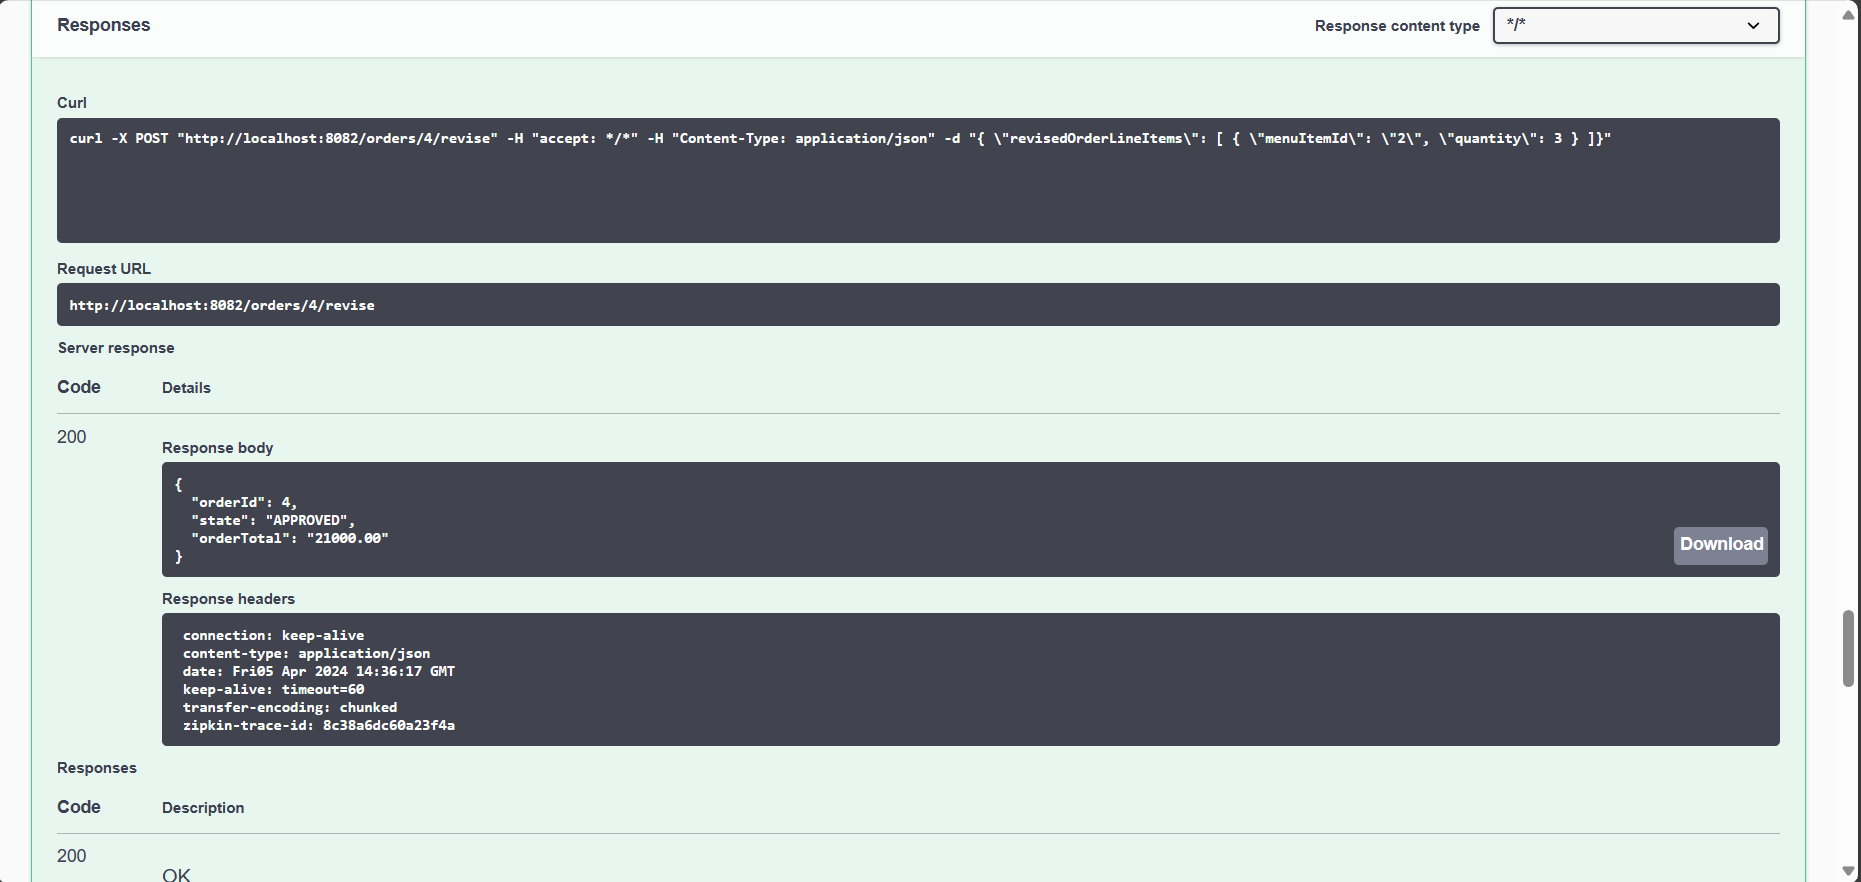 Responses
Response content type */*
Curl
curl -X POST "http://localhost:8082/orders/4/revise" -H "accept: */*" -H "Content-Type: application/json" -d "{ \"revisedOrderLineItems\": [ { \"menuItemId\": \"2\", \"quantity\": 3 } ]}"
Request URL
http://localhost:8082/orders/4/revise
Server response
Code Details
200
Response body
{
  "orderId": 4,
  "state": "APPROVED",
  "orderTotal": "21000.00"
}
Download
Response headers
connection: keep-alive
content-type: application/json
date: Fri05 Apr 2024 14:36:17 GMT
keep-alive: timeout=60
transfer-encoding: chunked
zipkin-trace-id: 8c38a6dc60a23f4a
Responses
Code Description
200
OK